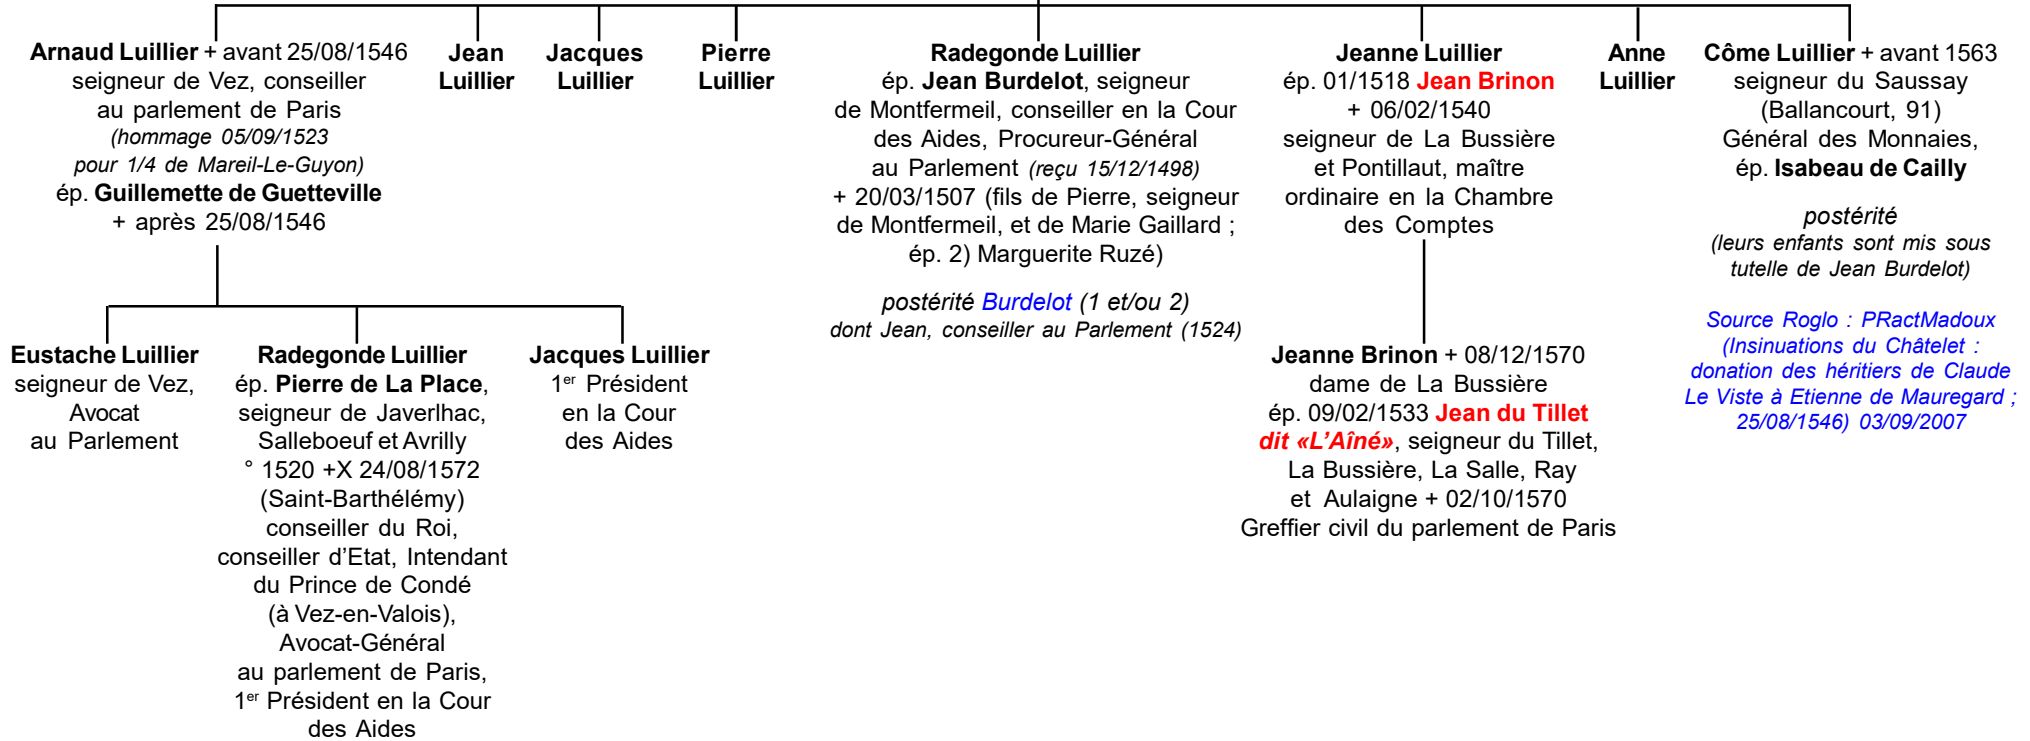 Arnaud Luillier + avant 25/08/1546
seigneur de Vez, conseiller
au parlement de Paris
(hommage 05/09/1523
pour 1/4 de Mareil-Le-Guyon)
ép. Guillemette de Guetteville
+ après 25/08/1546
Jean
Luillier
Jacques
Luillier
Pierre
Luillier
Radegonde Luillier
ép. Jean Burdelot, seigneur
de Montfermeil, conseiller en la Cour
des Aides, Procureur-Général
au Parlement (reçu 15/12/1498)
+ 20/03/1507 (fils de Pierre, seigneur
de Montfermeil, et de Marie Gaillard ;
ép. 2) Marguerite Ruzé)
postérité Burdelot (1 et/ou 2)
dont Jean, conseiller au Parlement (1524)
Jeanne Luillier
ép. 01/1518 Jean Brinon
+ 06/02/1540
seigneur de La Bussière
et Pontillaut, maître
ordinaire en la Chambre
des Comptes
Anne
Luillier
Côme Luillier + avant 1563
seigneur du Saussay
(Ballancourt, 91)
Général des Monnaies,
ép. Isabeau de Cailly
postérité
(leurs enfants sont mis sous
tutelle de Jean Burdelot)
Source Roglo : PRactMadoux
(Insinuations du Châtelet :
donation des héritiers de Claude
Le Viste à Etienne de Mauregard ;
25/08/1546) 03/09/2007
Eustache Luillier
seigneur de Vez,
Avocat
au Parlement
Radegonde Luillier
ép. Pierre de La Place,
seigneur de Javerlhac,
Salleboeuf et Avrilly
° 1520 +X 24/08/1572
(Saint-Barthélémy)
conseiller du Roi,
conseiller d'Etat, Intendant
du Prince de Condé
(à Vez-en-Valois),
Avocat-Général
au parlement de Paris,
1er Président en la Cour
des Aides
Jacques Luillier
1er Président
en la Cour
des Aides
Jeanne Brinon + 08/12/1570
dame de La Bussière
ép. 09/02/1533 Jean du Tillet
dit «L'Aîné», seigneur du Tillet,
La Bussière, La Salle, Ray
et Aulaigne + 02/10/1570
Greffier civil du parlement de Paris